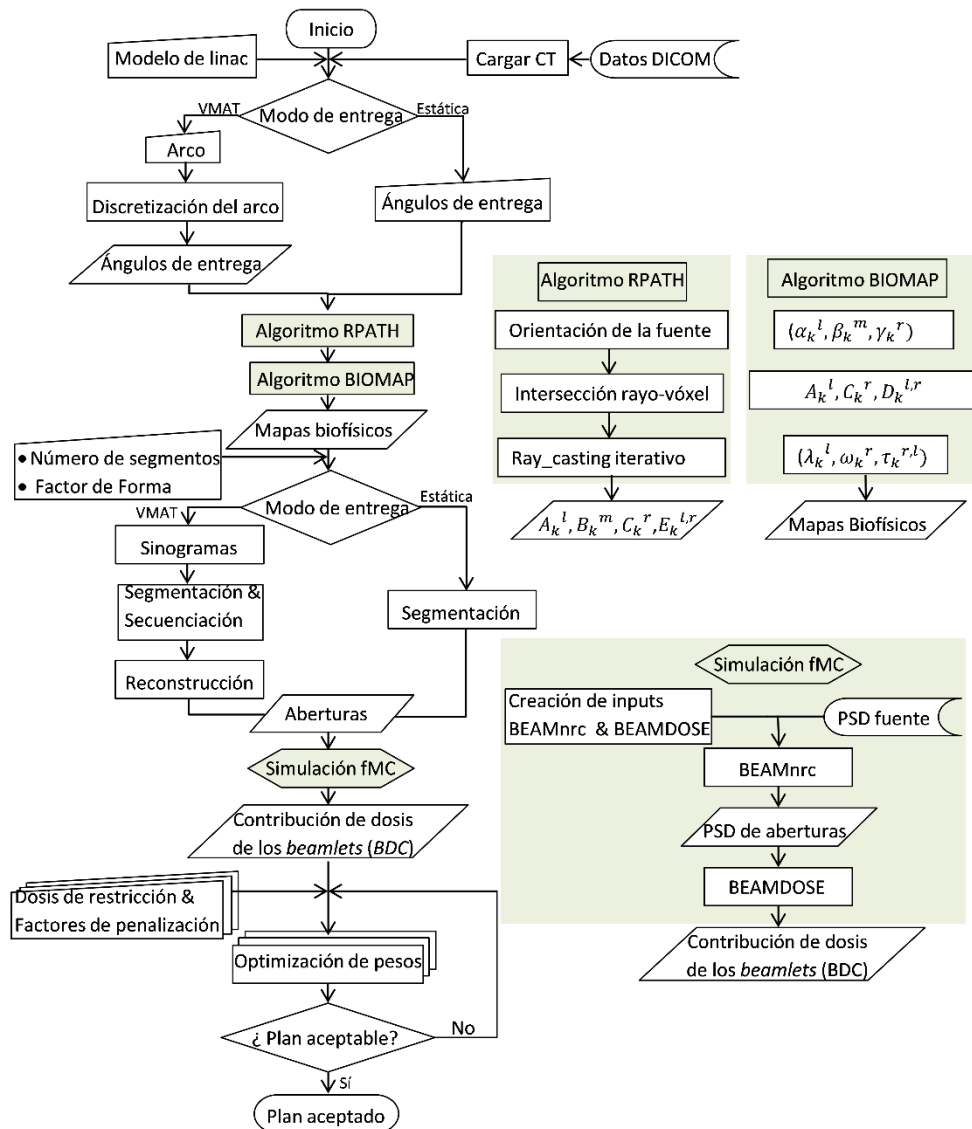 Inicio
Modelo de linac
Cargar CT
Datos DICOM
Modo de entrega
VMAT
Estática
Arco
Discretización del arco
Ángulos de entrega
Ángulos de entrega
Algoritmo RPATH
Algoritmo BIOMAP
Mapas biofísicos
• Número de segmentos
• Factor de Forma
Modo de entrega
VMAT
Estática
Sinogramas
Segmentación &
Secuenciación
Reconstrucción
Segmentación
Aberturas
Simulación fMC
Contribución de dosis
de los beamlets (BDC)
Dosis de restricción &
Factores de penalización
Optimización de pesos
¿ Plan aceptable?
No
Sí
Plan aceptado
Algoritmo RPATH
Orientación de la fuente
Intersección rayo-vóxel
Ray_casting iterativo
A_k^l, B_k^m, C_k^r, E_k^{l,r}
Algoritmo BIOMAP
(α_k^l, β_k^m, γ_k^r)
A_k^l, C_k^r, D_k^{l,r}
(λ_k^l, ω_k^r, τ_k^{r,l})
Mapas Biofísicos
Simulación fMC
Creación de inputs
BEAMnrc & BEAMDOSE
PSD fuente
BEAMnrc
PSD de aberturas
BEAMDOSE
Contribución de dosis
de los beamlets (BDC)